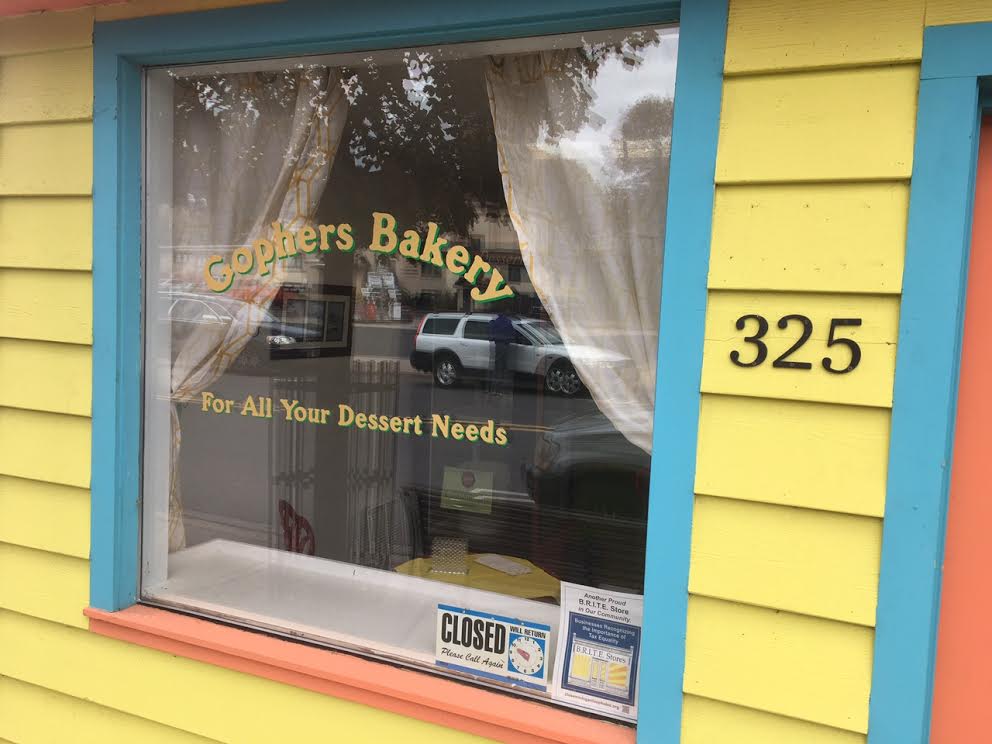 Gophers Bakery
For All Your Dessert Needs
325
CLOSED
WILL RETURN
Please Call Again
Another Proud
B.R.I.T.E. Store
in Our Community.
Businesses Recognizing
the Importance of
Tax Equality
B.R.I.T.E. Stores